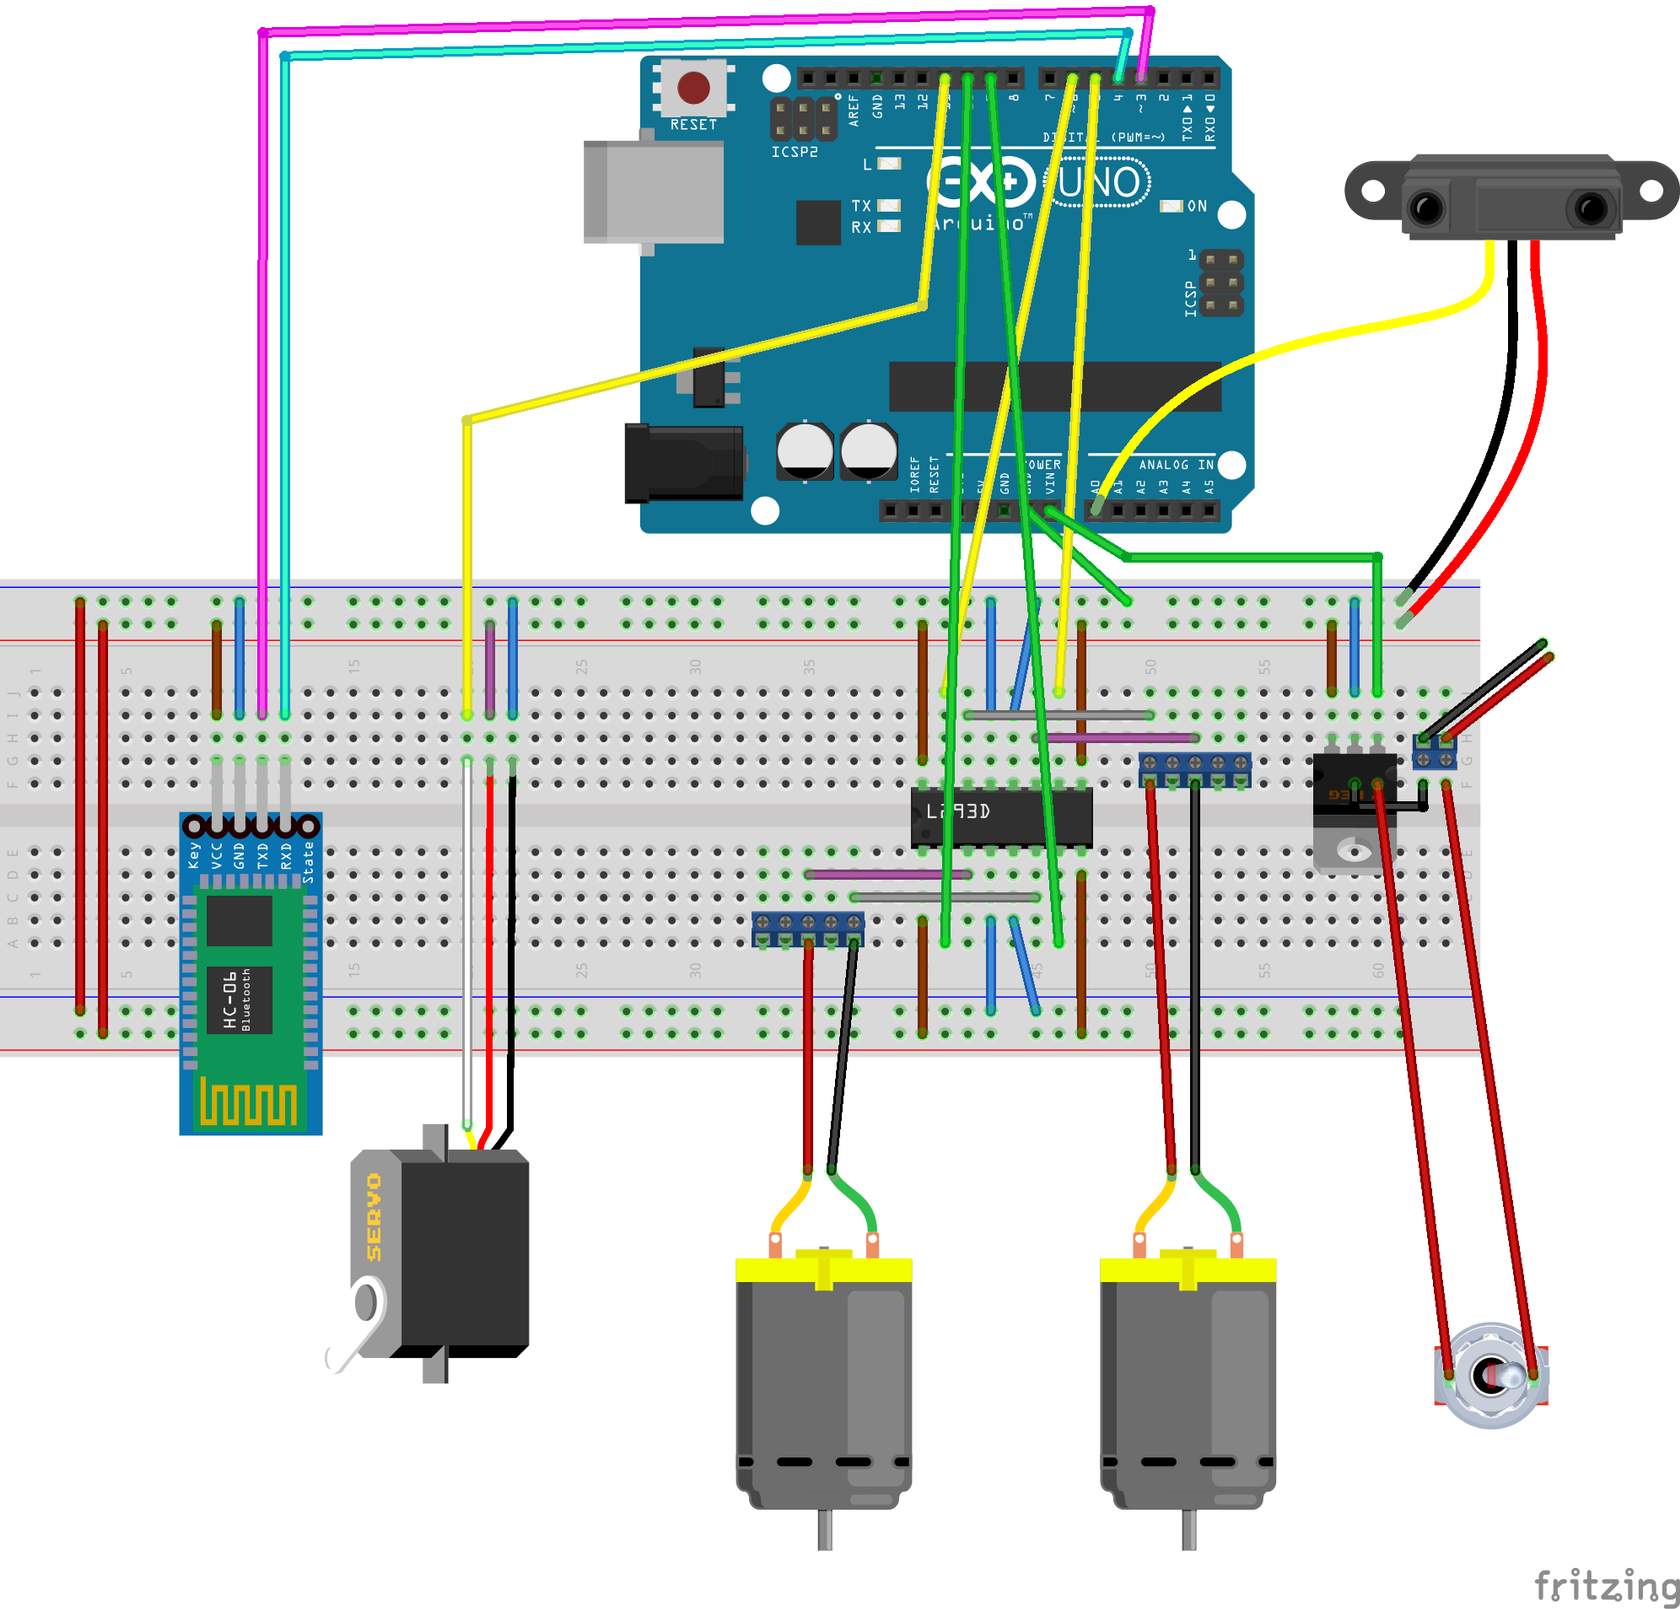 RESET
ICSP2
AREF
GND
13
12
8
7
4
~3
2
TX0▶1
RX0◀0
DIGITAL (PWM=~)
L
TX
RX
UNO
Arduino™
ON
1
ICSP
IOREF
RESET
GND
VIN
POWER
ANALOG IN
A0
A1
A2
A3
A4
A5
1
5
15
25
30
35
50
55
J
I
H
G
F
H
F
L293D
Key
VCC
GND
TXD
RXD
State
HC-06
Bluetooth
E
D
C
B
A
E
1
5
15
25
30
45
50
55
60
SERVO
fritzing